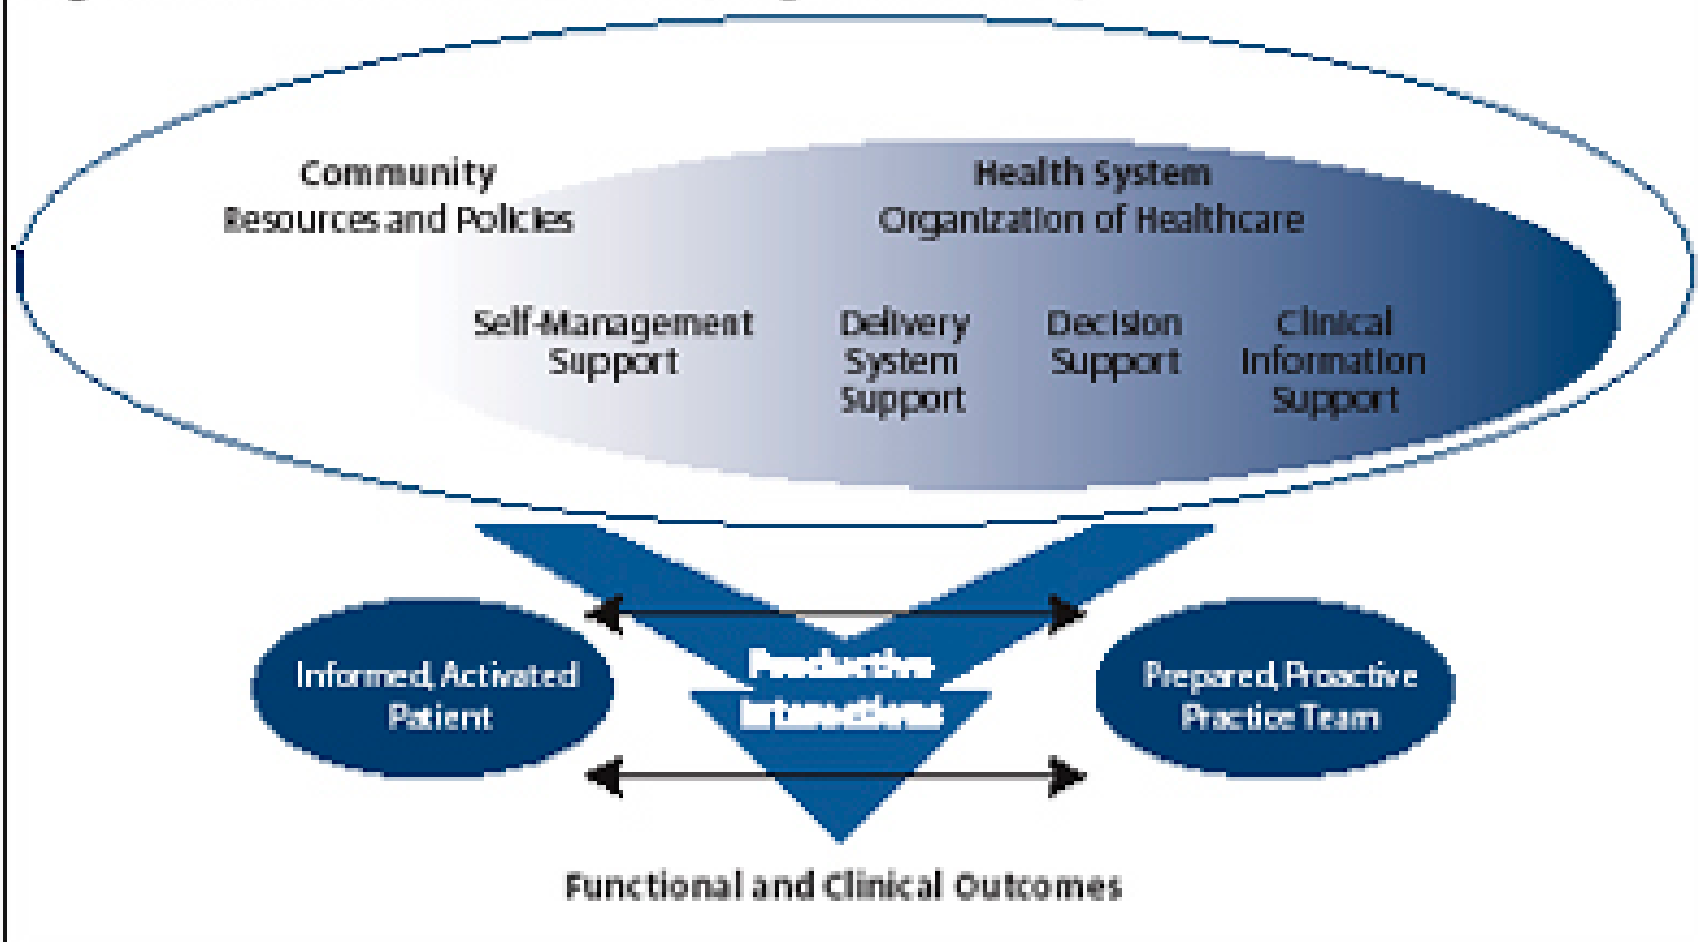 Community
Resources and Policies
Health System
Organization of Healthcare
Self-Management
Support
Delivery
System
Support
Decision
Support
Clinical
Information
Support
Productive
Interactions
Informed, Activated
Patient
Prepared, Proactive
Practice Team
Functional and Clinical Outcomes